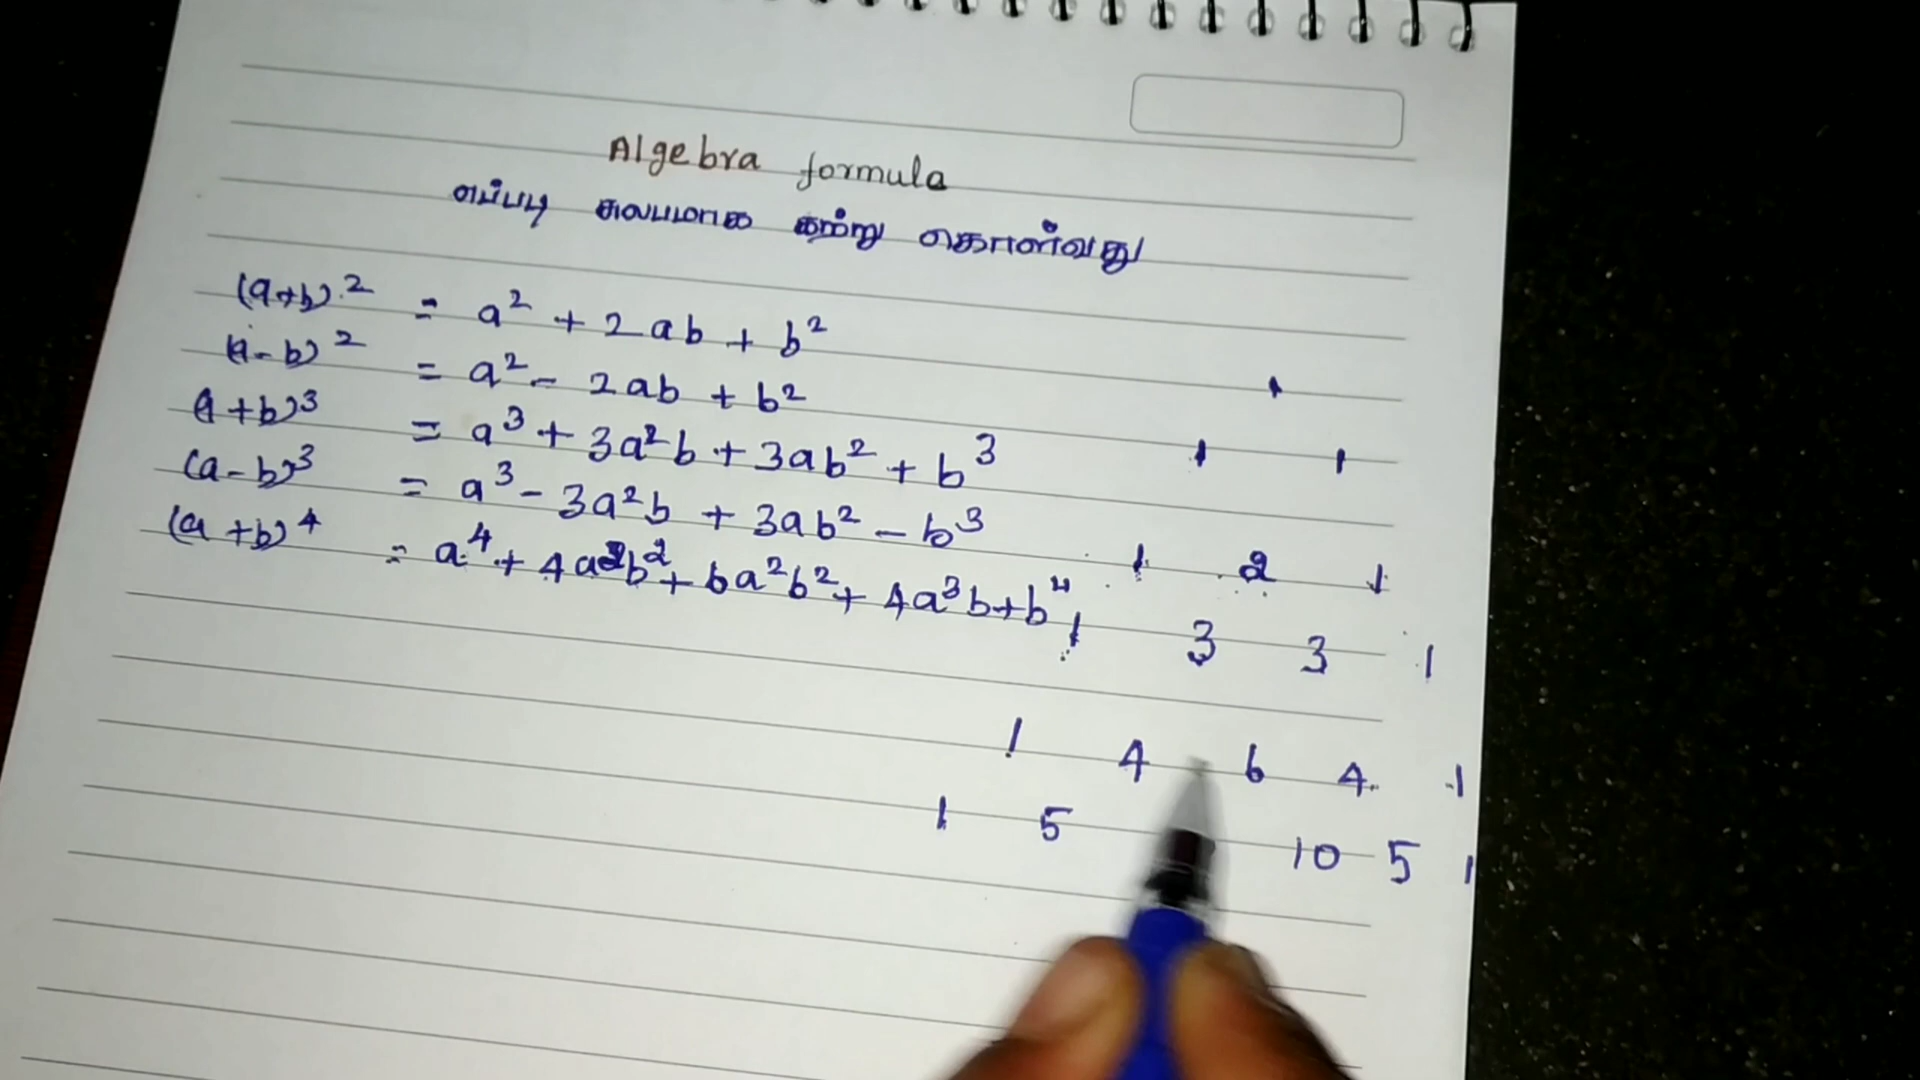 Algebra formula
எப்படி சுலபமாக கற்று கொள்வது
(a+b)² = a² + 2ab + b²
(a-b)² = a² - 2ab + b²
(a+b)³ = a³ + 3a²b + 3ab² + b³
(a-b)³ = a³ - 3a²b + 3ab² - b³
(a+b)⁴ = a⁴ + 4a³b² + 6a²b² + 4a³b + b⁴
1
1 1
1 2 1
1 3 3 1
1 4 6 4 1
1 5 10 5 1